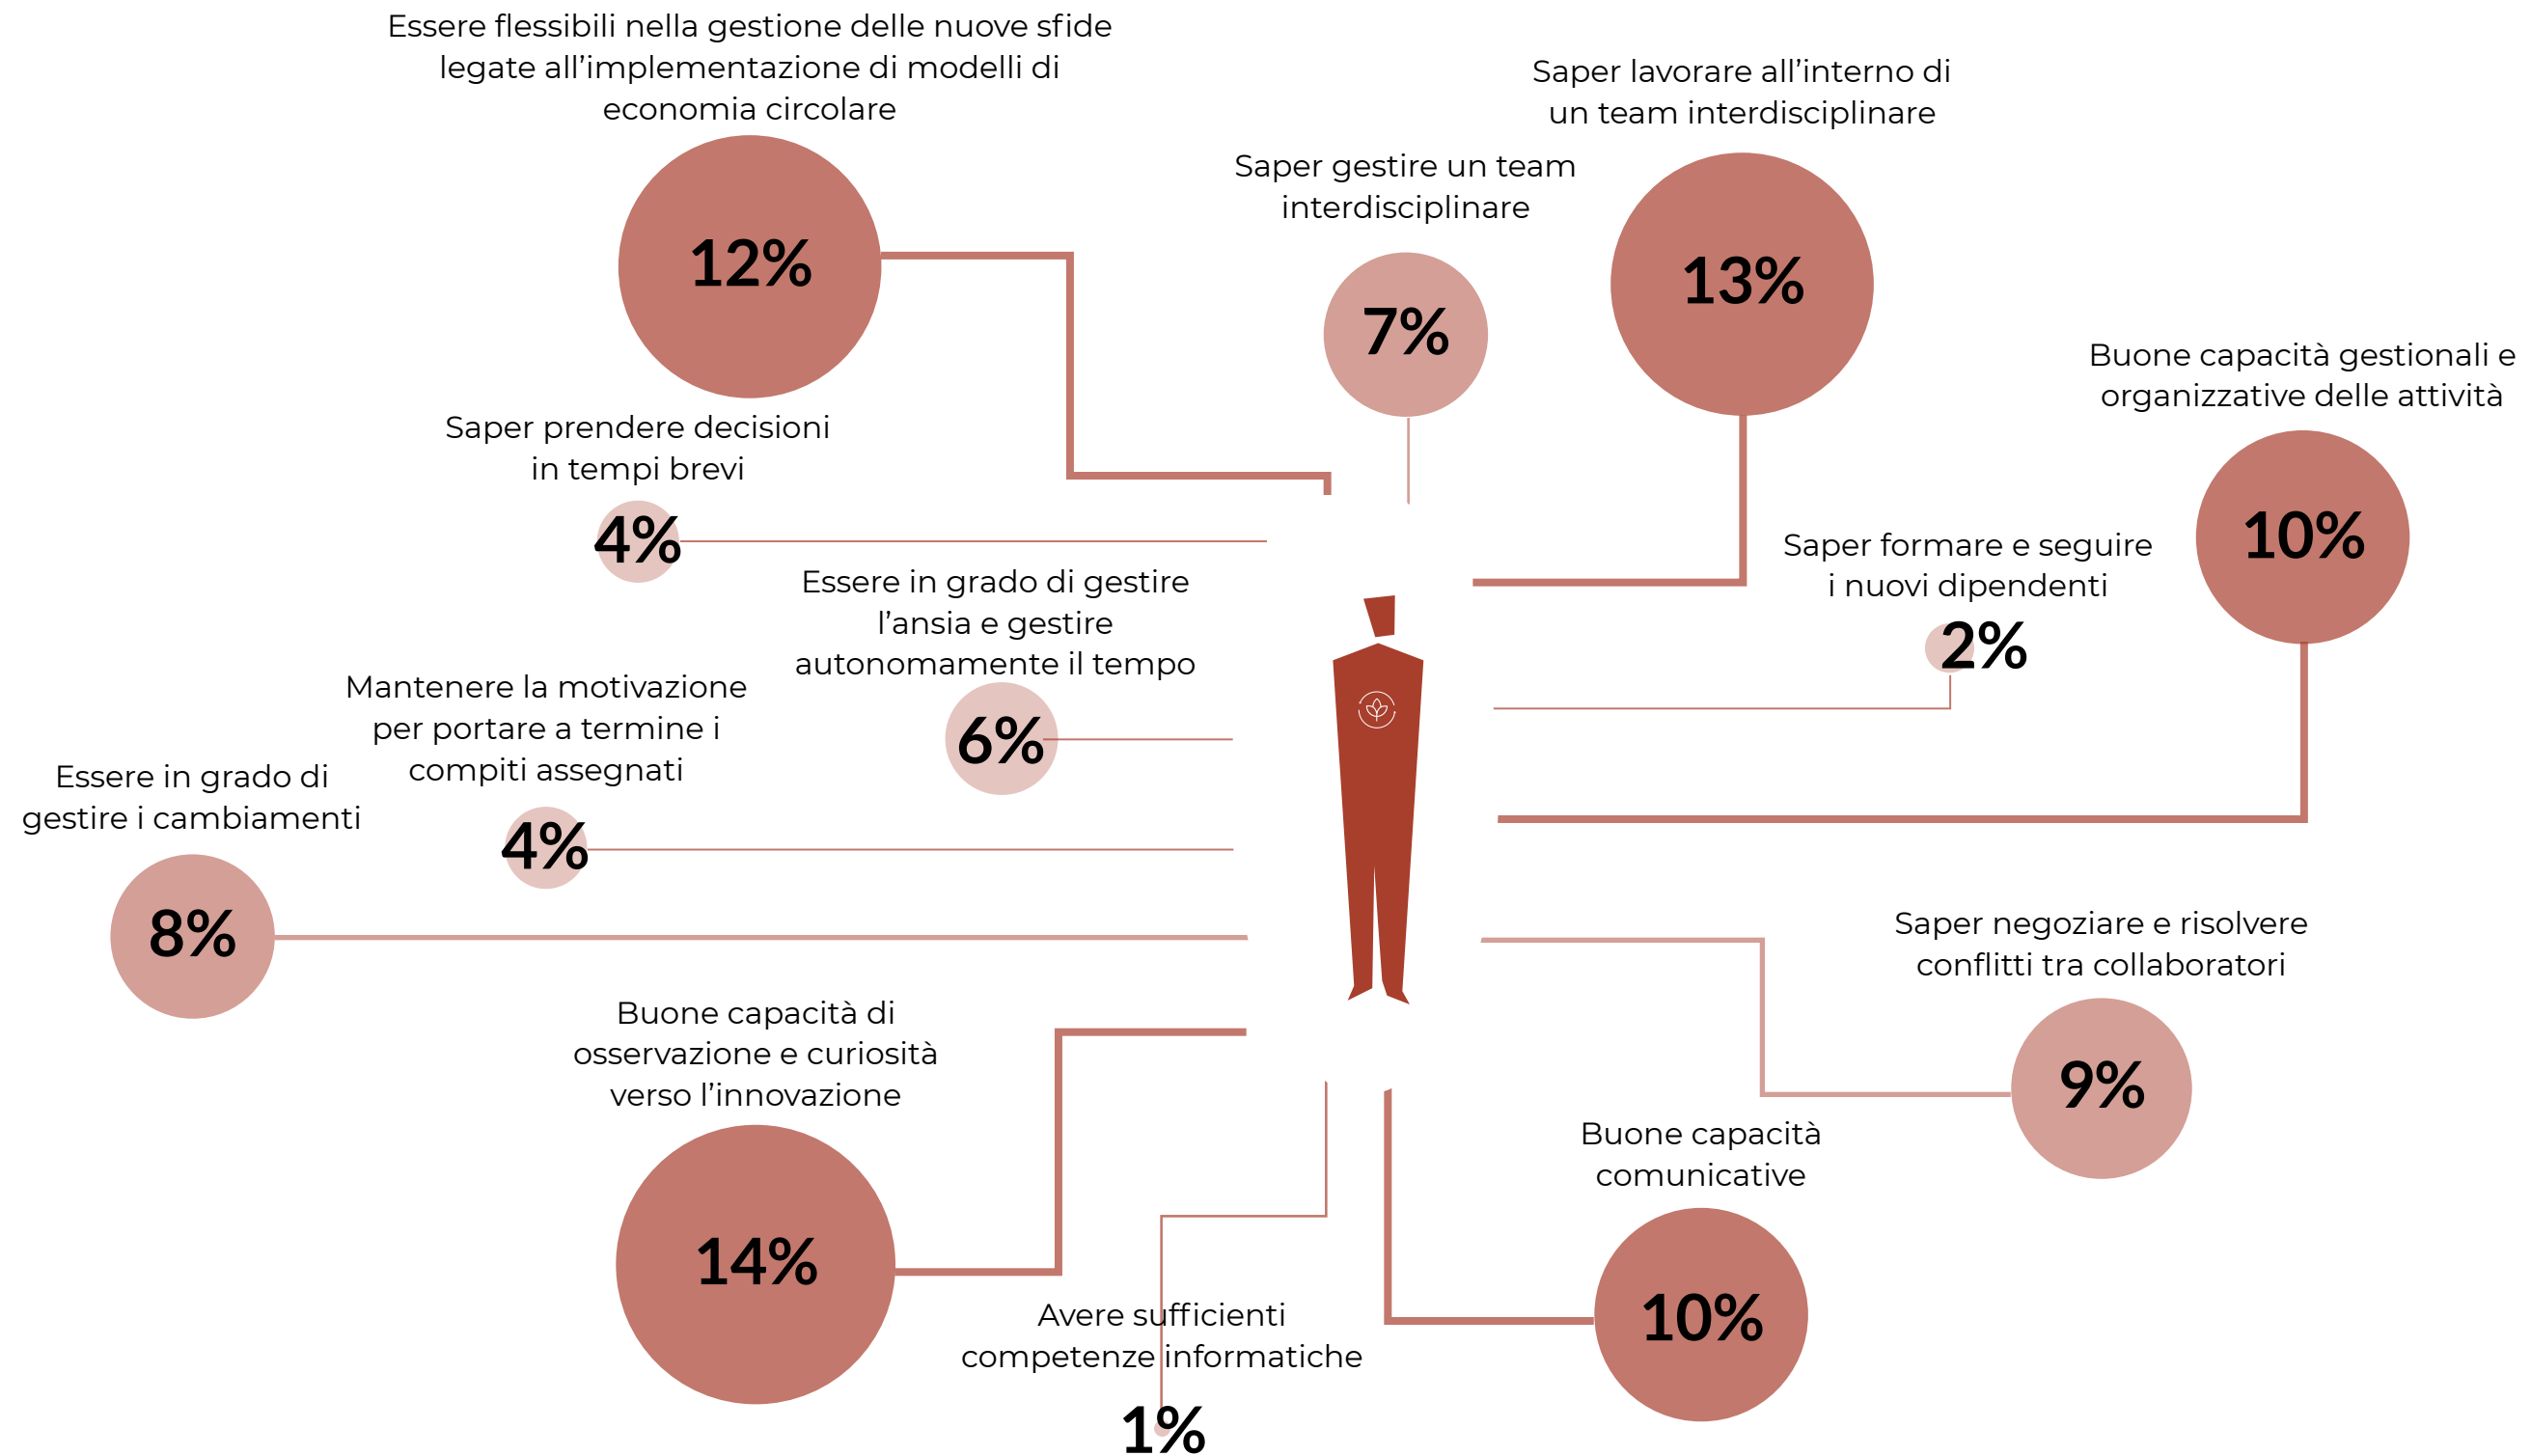 Essere flessibili nella gestione delle nuove sfide
legate all’implementazione di modelli di
economia circolare
12%
Saper gestire un team
interdisciplinare
7%
Saper lavorare all’interno di
un team interdisciplinare
13%
Buone capacità gestionali e
organizzative delle attività
10%
Saper prendere decisioni
in tempi brevi
4%
Saper formare e seguire
i nuovi dipendenti
2%
Essere in grado di gestire
l’ansia e gestire
autonomamente il tempo
6%
Mantenere la motivazione
per portare a termine i
compiti assegnati
4%
Essere in grado di
gestire i cambiamenti
8%
Saper negoziare e risolvere
conflitti tra collaboratori
9%
Buone capacità di
osservazione e curiosità
verso l’innovazione
14%
Buone capacità
comunicative
10%
Avere sufficienti
competenze informatiche
1%